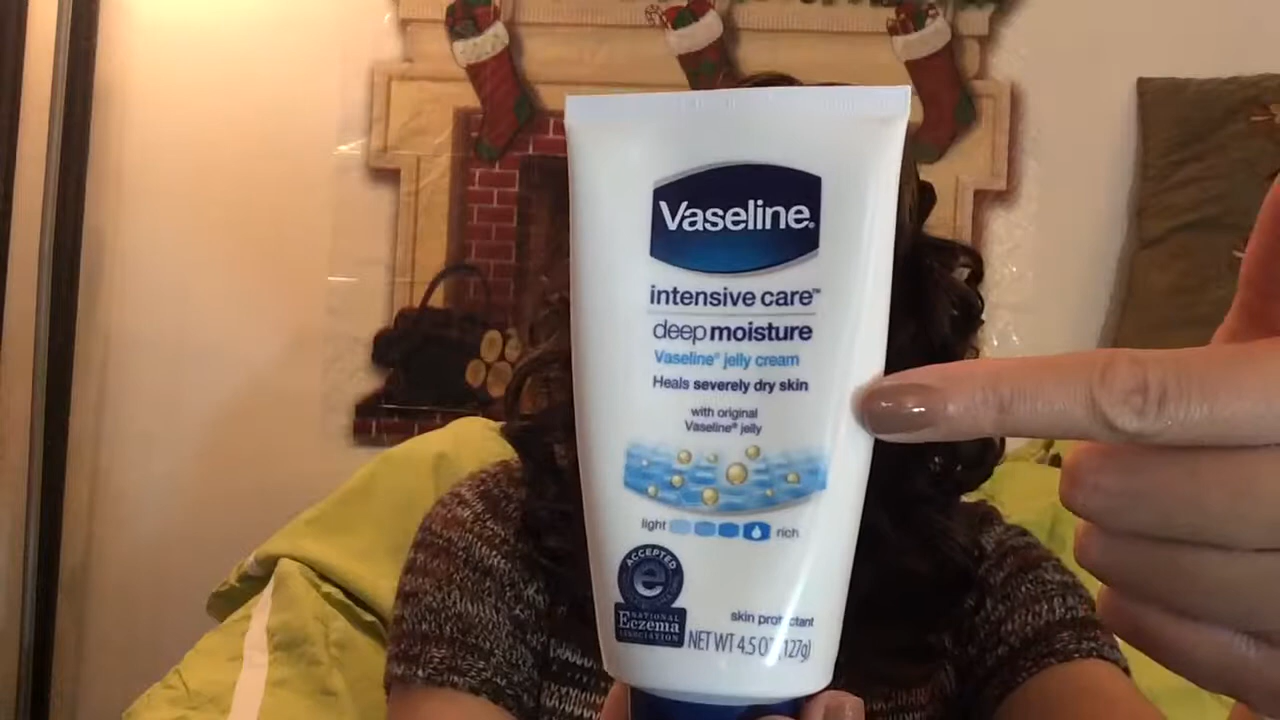 Vaseline®
intensive care™
deep moisture
Vaseline® jelly cream
Heals severely dry skin
with original
Vaseline® jelly
light rich
ACCEPTED
e
NATIONAL
Eczema
ASSOCIATION
skin protectant
NET WT 4.5 OZ (127g)